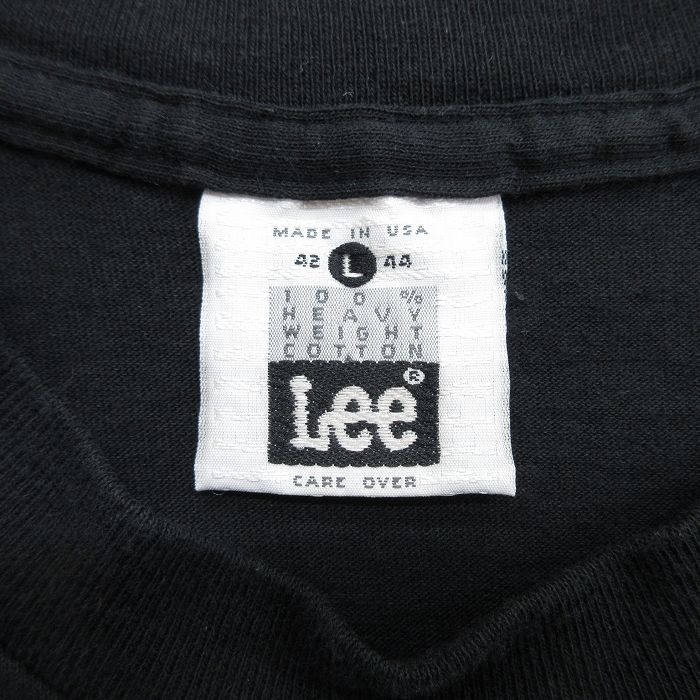 MADE IN USA
42 L 44
100%
HEAVY
WEIGHT
COTTON
Lee®
CARE OVER